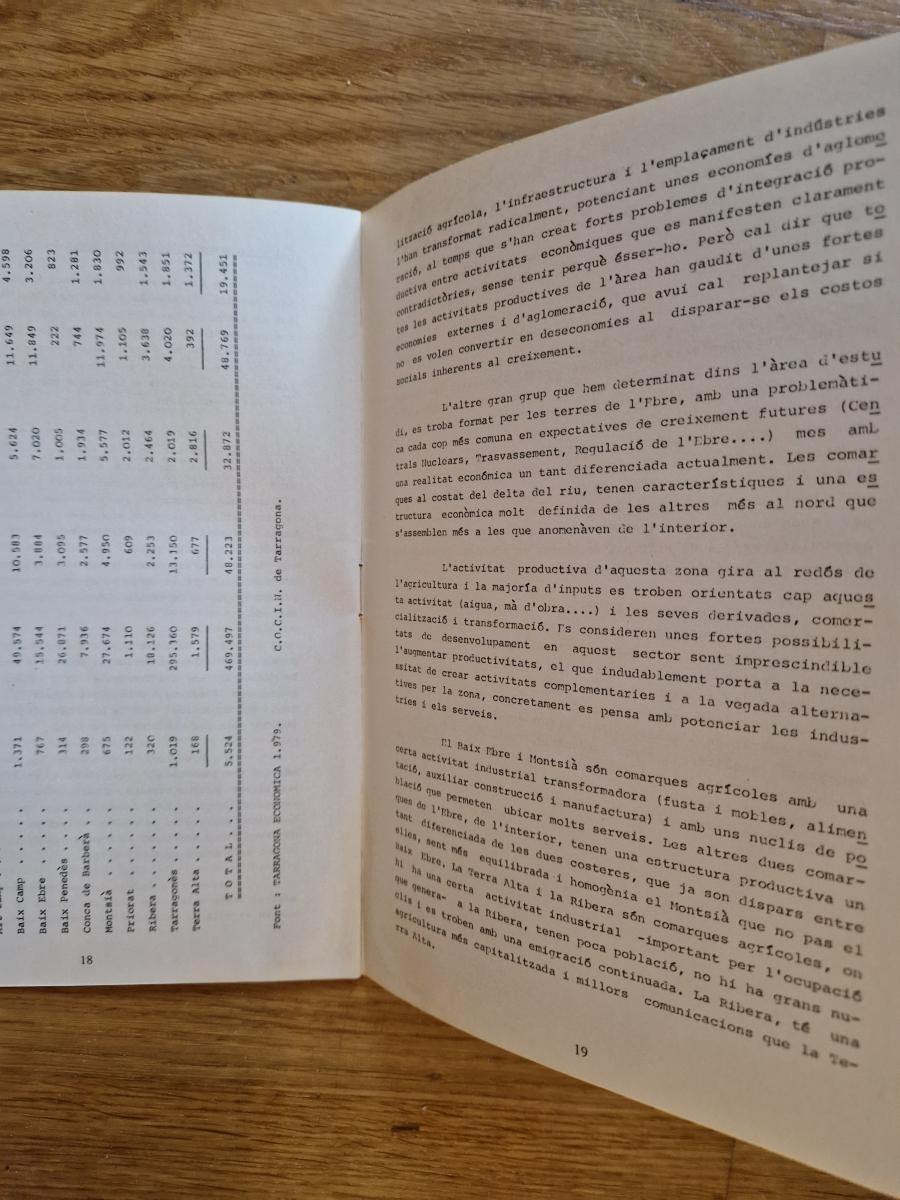 Baix Camp . . . . 1.371 49.574 10.583 5.624 11.649 4.598
Baix Ebre . . . . 767 15.544 3.884 7.020 11.849 3.206
Baix Penedès . . . 314 26.871 3.095 1.005 222 823
Conca de Barberà . . 298 7.936 2.577 1.934 744 1.281
Montsià . . . . . 675 27.674 4.950 5.577 11.974 1.830
Priorat . . . . . 122 1.110 609 2.012 1.105 992
Ribera . . . . . . 320 18.126 2.253 2.464 3.638 1.543
Tarragonès . . . . 1.019 295.160 13.150 2.019 4.020 1.851
Terra Alta . . . . 168 1.579 677 2.816 392 1.372
T O T A L . . . 5.524 469.497 48.223 32.872 48.769 19.451
Font : TARRAGONA ECONOMICA 1.979. C.O.C.I.N. de Tarragona.
18
lització agrícola, l'infraestructura i l'emplaçament d'indústries
l'han transformat radicalment, potenciant unes economíes d'aglome
ració, al temps que s'han creat forts problemes d'integració pro-
ductiva entre activitats econòmiques que es manifesten clarament
contradictòries, sense tenir perquè ésser-ho. Però cal dir que to
tes les activitats productives de l'àrea han gaudit d'unes fortes
economíes externes i d'aglomeració, que avui cal replantejar si
no es volen convertir en deseconomies al disparar-se els costos
socials inherents al creixement.
L'altre gran grup que hem determinat dins l'àrea d'estu
di, es troba format per les terres de l'Ebre, amb una problemàti-
ca cada cop més comuna en expectatives de creixement futures (Cen
trals Nuclears, Trasvassement, Regulació de l'Ebre....) mes amb
una realitat económica un tant diferenciada actualment. Les comar
ques al costat del delta del riu, tenen característiques i una es
tructura econòmica molt definida de les altres més al nord que
s'assemblen més a les que anomenàven de l'interior.
L'activitat productiva d'aquesta zona gira al redós de
l'agricultura i la majoría d'inputs es troben orientats cap aques
ta activitat (aigua, mà d'obra....) i les seves derivades, comer-
cialització i transformació. Es consideren unes fortes possibili-
tats de desenvolupament en aquest sector sent imprescindible
l'augmentar productivitats, el que indudablement porta a la nece-
ssitat de crear activitats complementaries i a la vegada alterna-
tives per la zona, concretament es pensa amb potenciar les indus-
tries i els serveis.
El Baix Ebre i Montsià són comarques agrícoles amb una
certa activitat industrial transformadora (fusta i mobles, alimen
tació, auxiliar construcció i manufactura) i amb uns nuclis de po
blació que permeten ubicar molts serveis. Les altres dues comar-
ques de l'Ebre, de l'interior, tenen una estructura productiva un
tant diferenciada de les dues costeres, que ja son dispars entre
elles, sent més equilibrada i homogènia el Montsià que no pas el
Baix Ebre. La Terra Alta i la Ribera són comarques agrícoles, on
hi ha una certa activitat industrial -important per l'ocupació
que genera- a la Ribera, tenen poca població, no hi ha grans nu-
clis i es troben amb una emigració continuada. La Ribera, té una
agricultura més capitalitzada i millors comunicacions que la Te-
rra Alta.
19